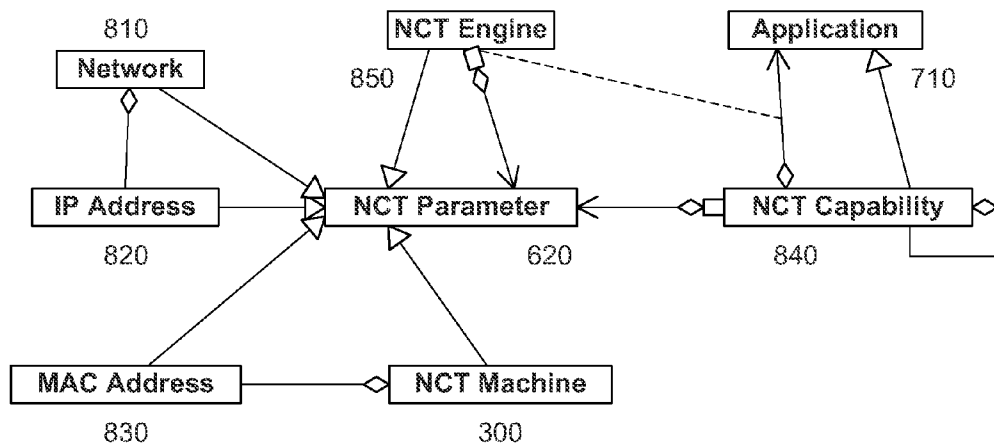 810
NCT Engine
Application
Network
850
710
IP Address
NCT Parameter
NCT Capability
820
620
840
MAC Address
NCT Machine
830
300